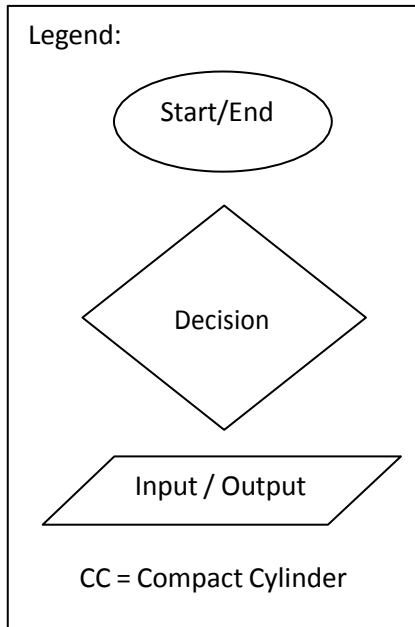 Legend:
Start/End
Decision
Input / Output
CC = Compact Cylinder